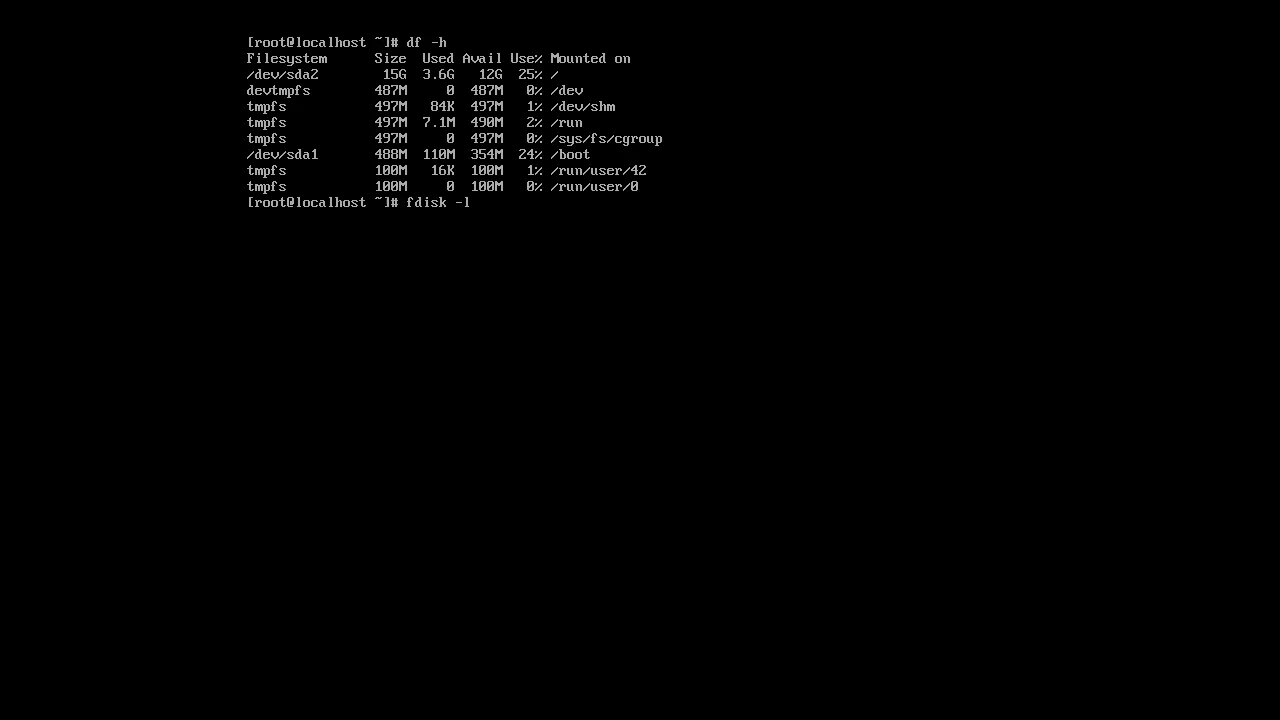 [root@localhost ~]# df -h
Filesystem      Size  Used Avail Use% Mounted on
/dev/sda2        15G  3.6G   12G  25% /
devtmpfs        487M     0  487M   0% /dev
tmpfs           497M   84K  497M   1% /dev/shm
tmpfs           497M  7.1M  490M   2% /run
tmpfs           497M     0  497M   0% /sys/fs/cgroup
/dev/sda1       488M  110M  354M  24% /boot
tmpfs           100M   16K  100M   1% /run/user/42
tmpfs           100M     0  100M   0% /run/user/0
[root@localhost ~]# fdisk -l